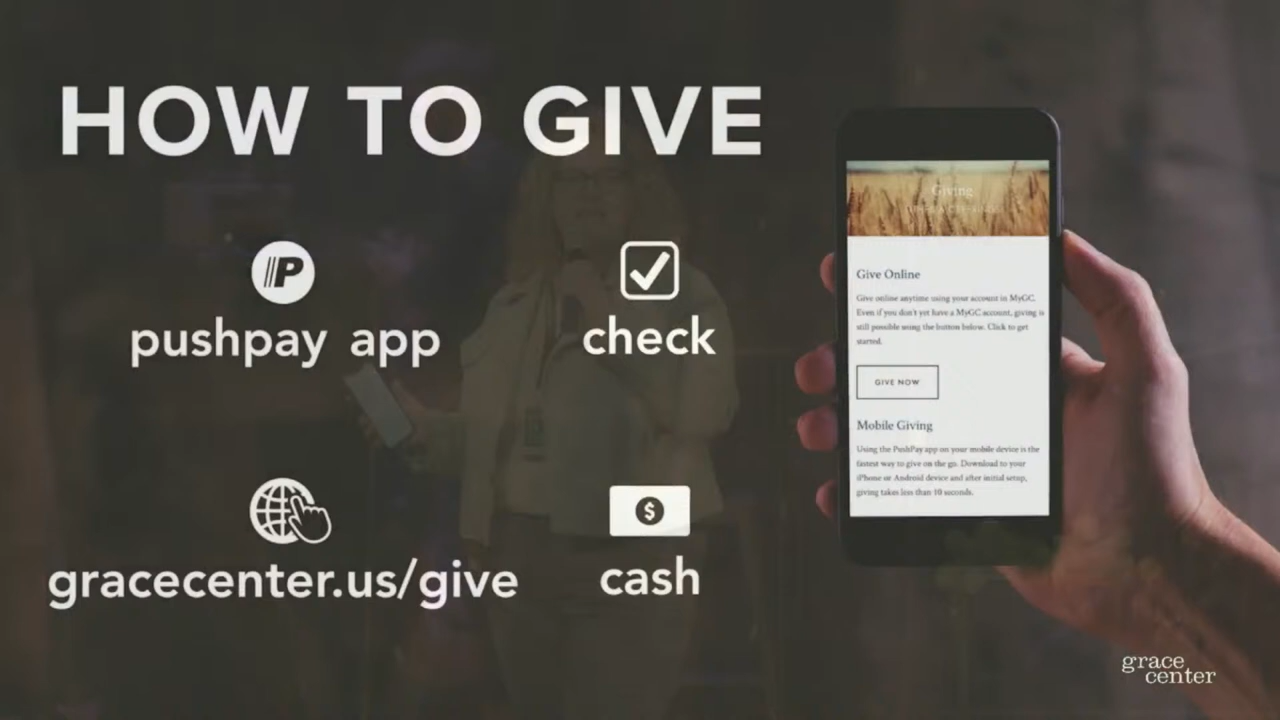 HOW TO GIVE
pushpay app
check
gracecenter.us/give
cash
Giving
Give Online
Give online anytime using your account in MyGC.
Even if you don't yet have a MyGC account, giving is
still possible using the button below. Click to get
started.
GIVE NOW
Mobile Giving
Using the PushPay app on your mobile device is the
fastest way to give on the go. Download to your
iPhone or Android device and after initial setup,
giving takes less than 10 seconds.
grace
center